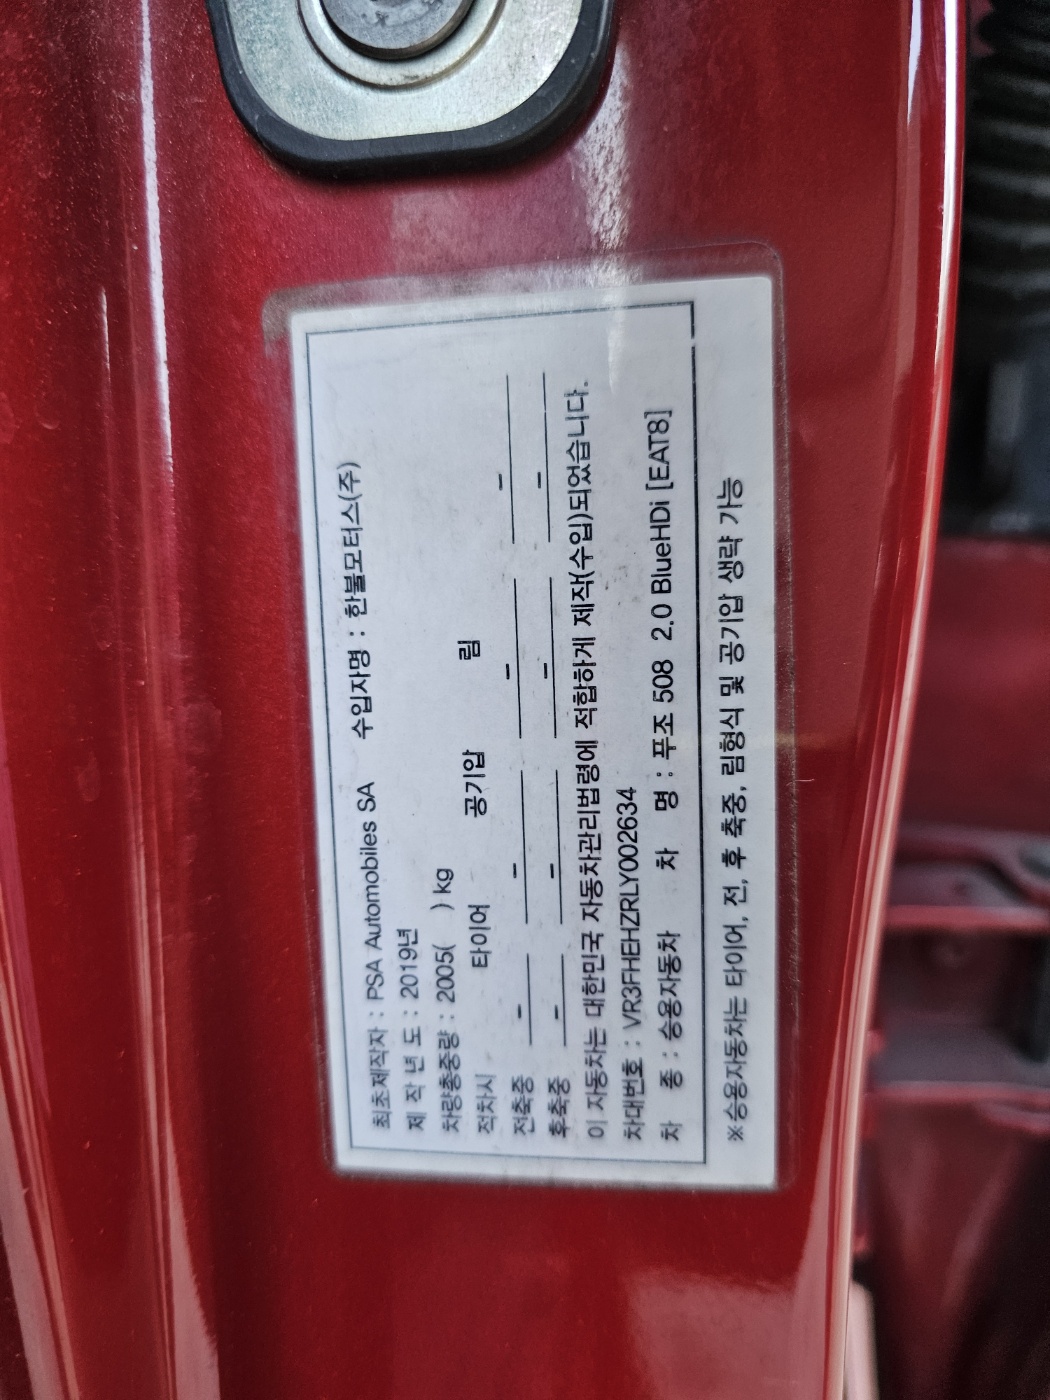 최초제작자 : PSA Automobiles SA 수입자명 : 한불모터스(주)
제 작 년 도 : 2019년
차량총중량 : 2005( ) kg
적차시 타이어 공기압 림
전축중 - - - -
후축중 - - - -
이 자동차는 대한민국 자동차관리법령에 적합하게 제작(수입)되었습니다.
차대번호 : VR3FHEHZRLY002634
차 종 : 승용자동차 차 명 : 푸조 508 2.0 BlueHDi [EAT8]
※승용자동차는 타이어, 전, 후 축중, 림형식 및 공기압 생략 가능